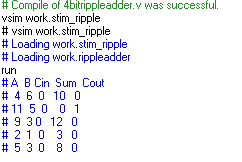 # Compile of 4bitrippleadder.v was successful.
vsim work.stim_ripple
# vsim work.stim_ripple
# Loading work.stim_ripple
# Loading work.rippleadder
run
# A B Cin Sum Cout
# 4 6 0 10 0
# 11 5 0 0 1
# 9 3 0 12 0
# 2 1 0 3 0
# 5 3 0 8 0